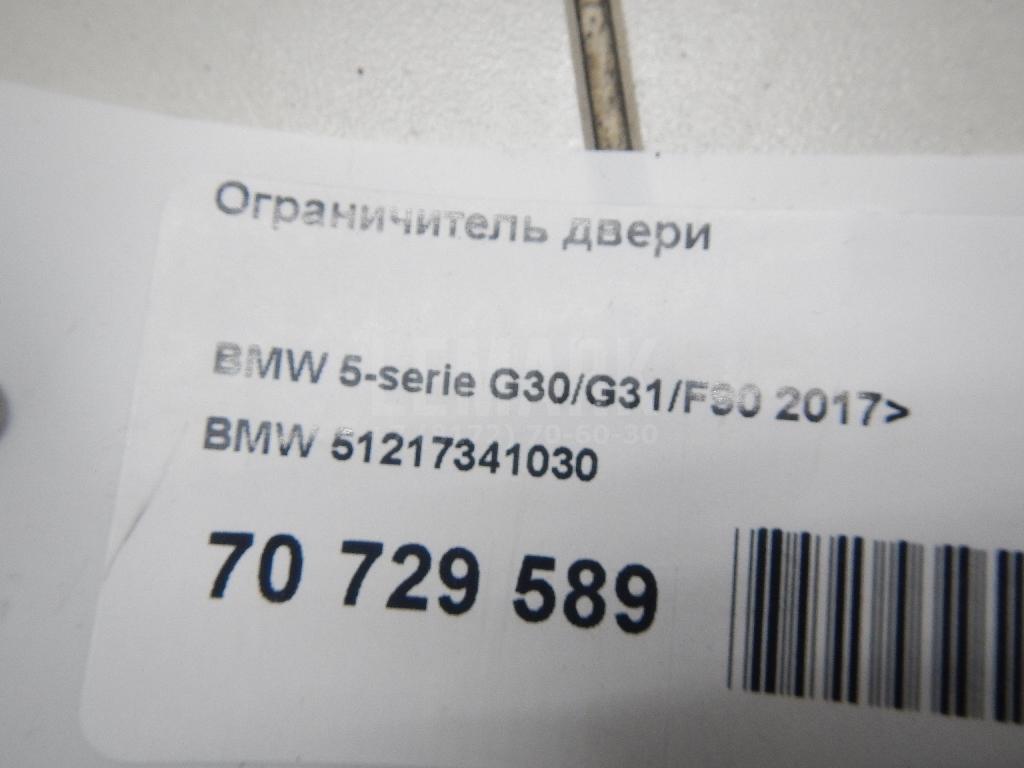 Ограничитель двери
BMW 5-serie G30/G31/F90 2017>
BMW 51217341030
70 729 589